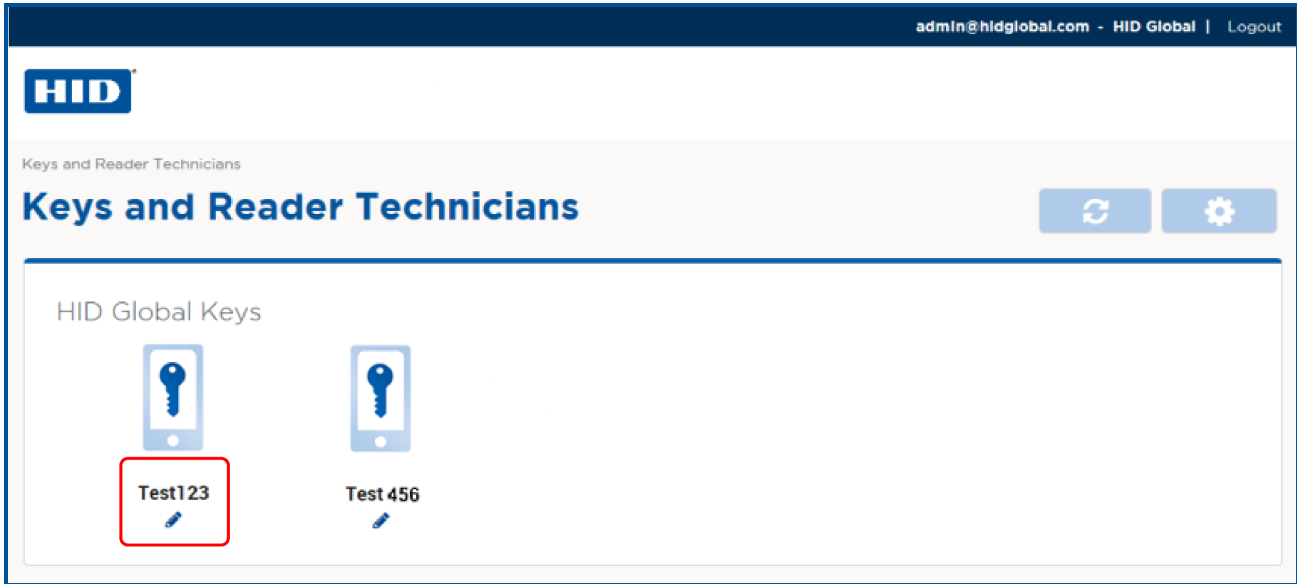 admin@hidglobal.com - HID Global | Logout
HID
Keys and Reader Technicians
Keys and Reader Technicians
HID Global Keys
Test123
Test 456